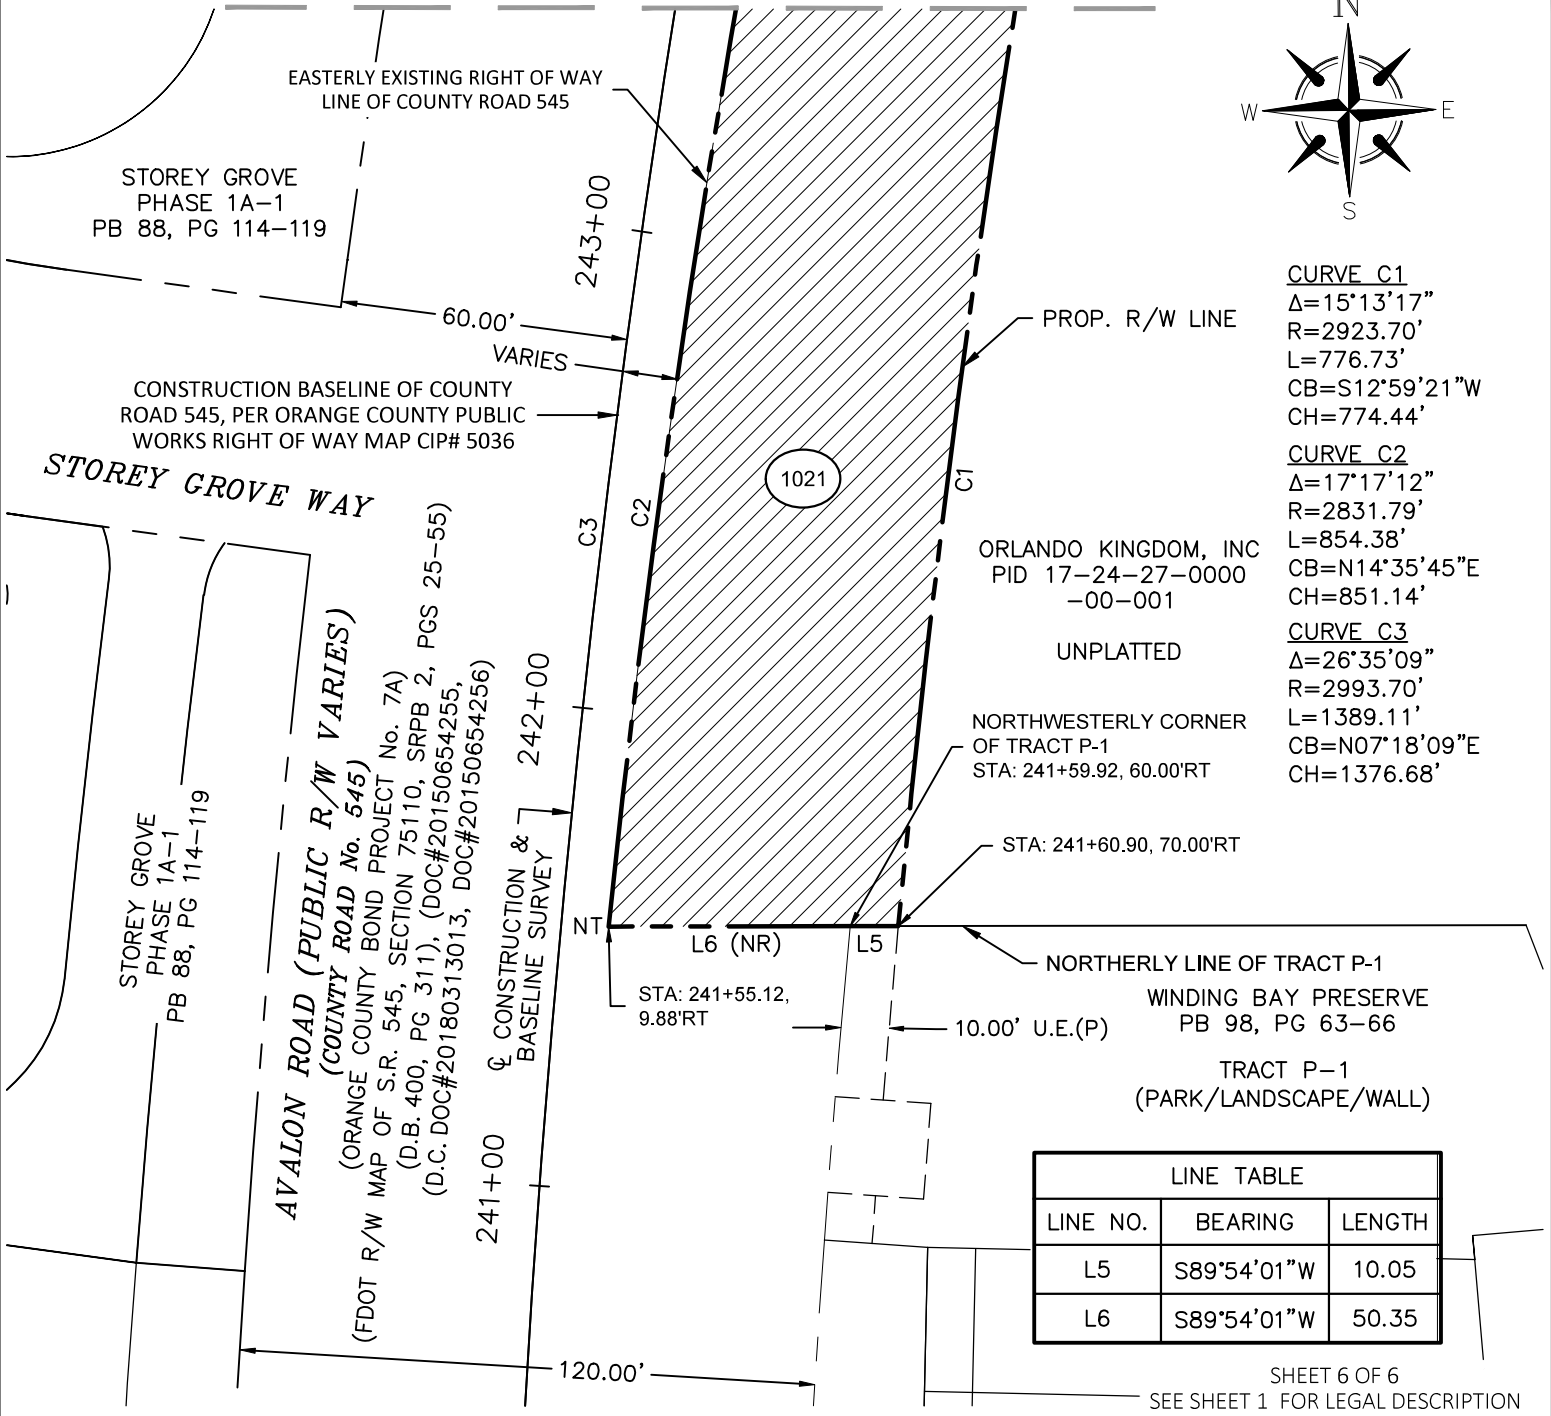 N
W
E
S
EASTERLY EXISTING RIGHT OF WAY
LINE OF COUNTY ROAD 545
STOREY GROVE
PHASE 1A-1
PB 88, PG 114-119
243+00
60.00'
VARIES
PROP. R/W LINE
CURVE C1
Δ=15°13'17"
R=2923.70'
L=776.73'
CB=S12°59'21"W
CH=774.44'
CURVE C2
Δ=17°17'12"
R=2831.79'
L=854.38'
CB=N14°35'45"E
CH=851.14'
CURVE C3
Δ=26°35'09"
R=2993.70'
L=1389.11'
CB=N07°18'09"E
CH=1376.68'
CONSTRUCTION BASELINE OF COUNTY
ROAD 545, PER ORANGE COUNTY PUBLIC
WORKS RIGHT OF WAY MAP CIP# 5036
STOREY GROVE WAY
1021
C1
C2
C3
ORLANDO KINGDOM, INC
PID 17-24-27-0000
-00-001
UNPLATTED
NORTHWESTERLY CORNER
OF TRACT P-1
STA: 241+59.92, 60.00'RT
STA: 241+60.90, 70.00'RT
242+00
STOREY GROVE
PHASE 1A-1
PB 88, PG 114-119
AVALON ROAD (PUBLIC R/W VARIES)
(COUNTY ROAD No. 545)
(ORANGE COUNTY BOND PROJECT No. 7A)
(FDOT R/W MAP OF S.R. 545, SECTION 75110, SRPB 2, PGS 25-55)
(D.B. 400, PG 311), (DOC#20150654255,
(D.C. DOC#20180313013, DOC#20150654256)
℄ CONSTRUCTION &
BASELINE SURVEY
NT
L6 (NR)
L5
STA: 241+55.12,
9.88'RT
NORTHERLY LINE OF TRACT P-1
WINDING BAY PRESERVE
PB 98, PG 63-66
10.00' U.E.(P)
TRACT P-1
(PARK/LANDSCAPE/WALL)
241+00
LINE TABLE
LINE NO. BEARING LENGTH
L5 S89°54'01"W 10.05
L6 S89°54'01"W 50.35
120.00'
SHEET 6 OF 6
SEE SHEET 1 FOR LEGAL DESCRIPTION